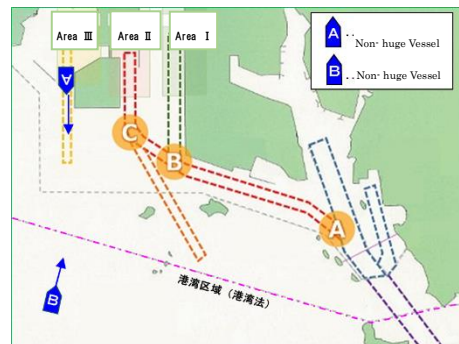 Area Ⅲ
Area Ⅱ
Area Ⅰ
A
‥Non- huge Vessel
B
‥Non- huge Vessel
A
C
B
A
B
港湾区域（港湾法）